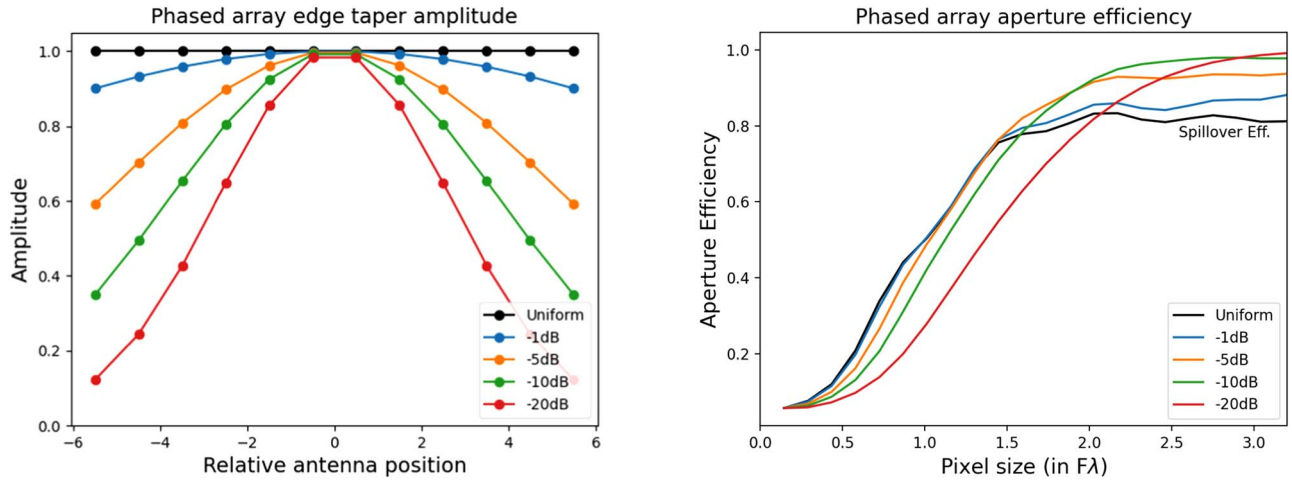 Phased array edge taper amplitude
Amplitude
1.0
0.8
0.6
0.4
0.2
0.0
−6
−4
−2
0
2
4
6
Relative antenna position
Uniform
-1dB
-5dB
-10dB
-20dB
Phased array aperture efficiency
Aperture Efficiency
1.0
0.8
0.6
0.4
0.2
0.0
0.5
1.0
1.5
2.0
2.5
3.0
Pixel size (in Fλ)
Spillover Eff.
Uniform
-1dB
-5dB
-10dB
-20dB